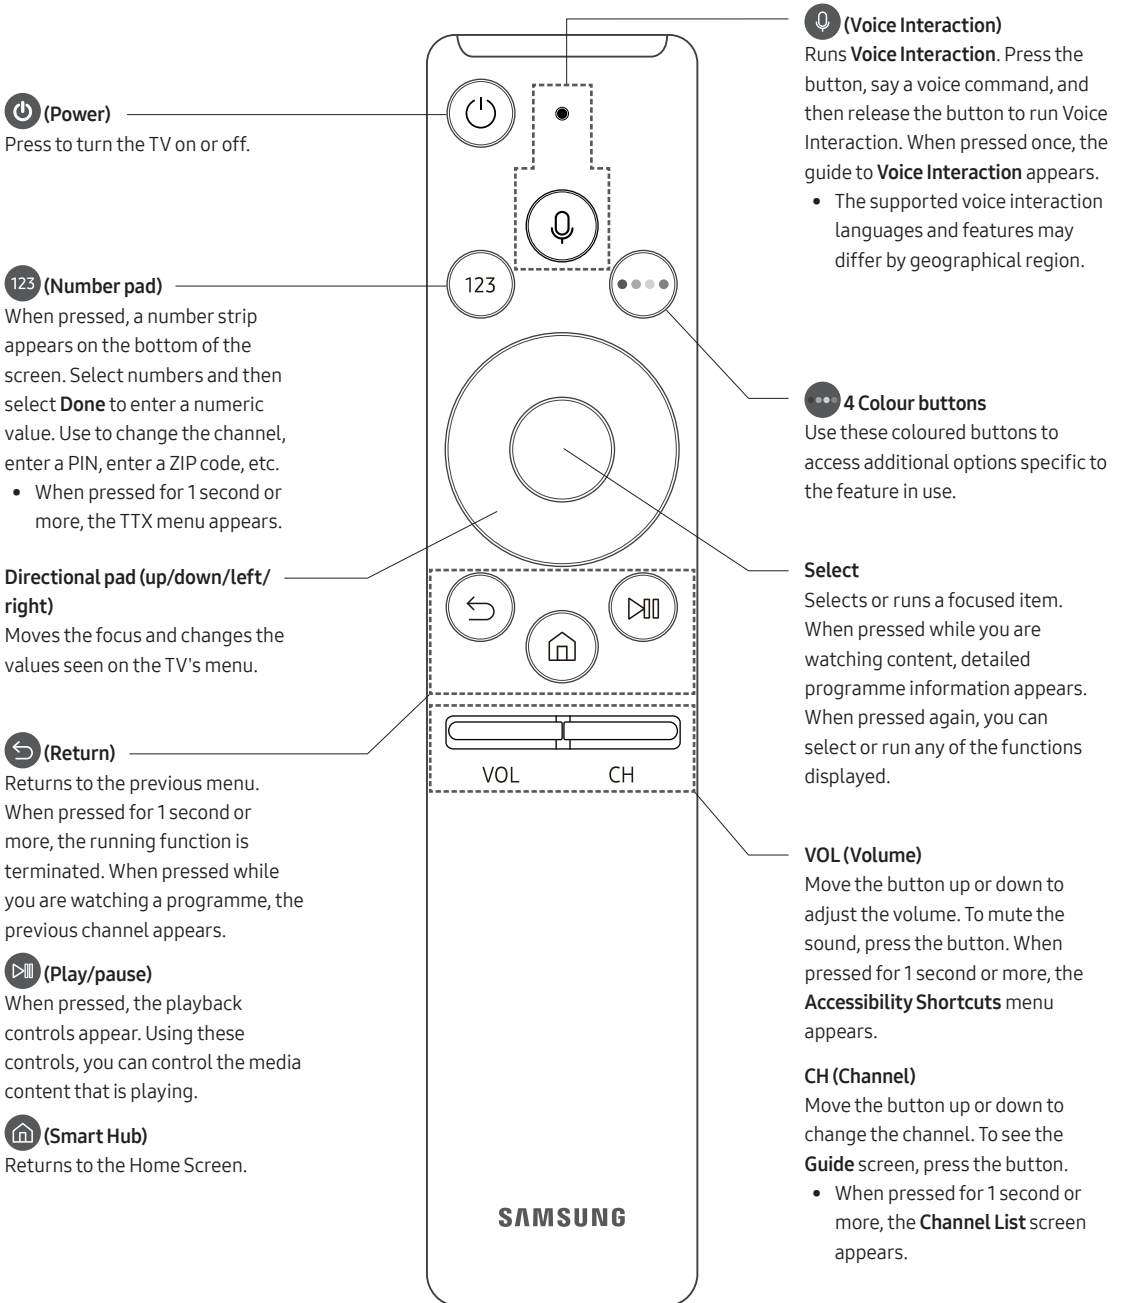 (Power)
Press to turn the TV on or off.
123 (Number pad)
When pressed, a number strip
appears on the bottom of the
screen. Select numbers and then
select Done to enter a numeric
value. Use to change the channel,
enter a PIN, enter a ZIP code, etc.
• When pressed for 1 second or
more, the TTX menu appears.
Directional pad (up/down/left/
right)
Moves the focus and changes the
values seen on the TV's menu.
(Return)
Returns to the previous menu.
When pressed for 1 second or
more, the running function is
terminated. When pressed while
you are watching a programme, the
previous channel appears.
(Play/pause)
When pressed, the playback
controls appear. Using these
controls, you can control the media
content that is playing.
(Smart Hub)
Returns to the Home Screen.
123
VOL CH
SAMSUNG
(Voice Interaction)
Runs Voice Interaction. Press the
button, say a voice command, and
then release the button to run Voice
Interaction. When pressed once, the
guide to Voice Interaction appears.
• The supported voice interaction
languages and features may
differ by geographical region.
4 Colour buttons
Use these coloured buttons to
access additional options specific to
the feature in use.
Select
Selects or runs a focused item.
When pressed while you are
watching content, detailed
programme information appears.
When pressed again, you can
select or run any of the functions
displayed.
VOL (Volume)
Move the button up or down to
adjust the volume. To mute the
sound, press the button. When
pressed for 1 second or more, the
Accessibility Shortcuts menu
appears.
CH (Channel)
Move the button up or down to
change the channel. To see the
Guide screen, press the button.
• When pressed for 1 second or
more, the Channel List screen
appears.